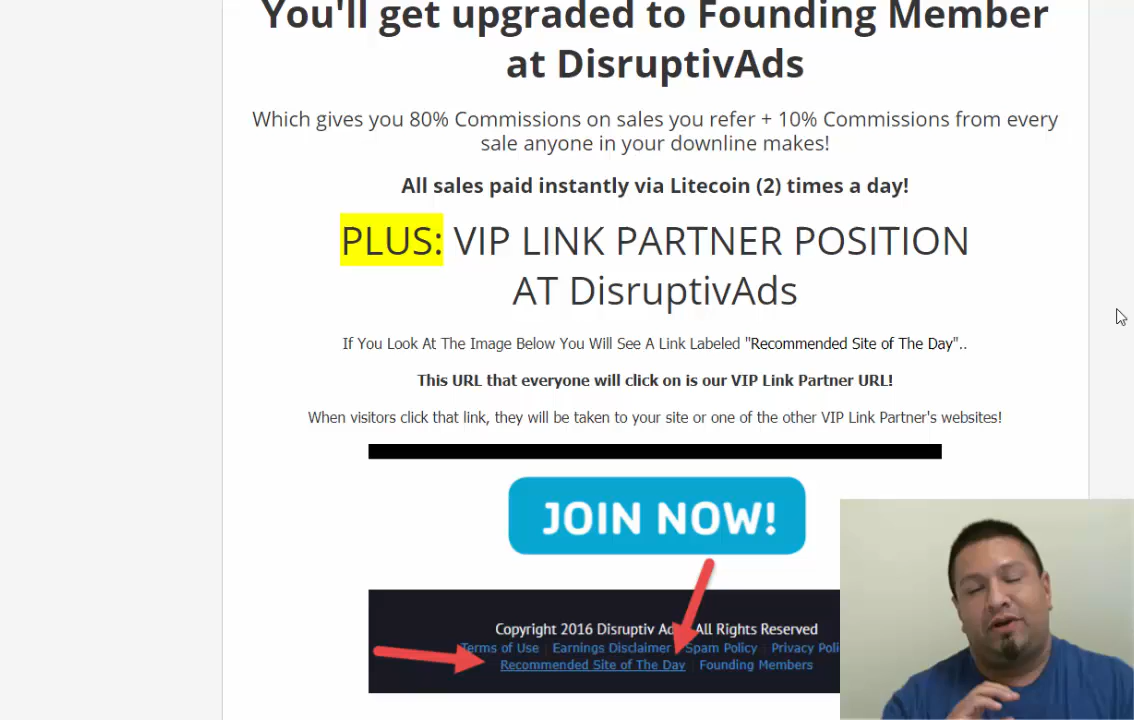 You'll get upgraded to Founding Member
at DisruptivAds
Which gives you 80% Commissions on sales you refer + 10% Commissions from every
sale anyone in your downline makes!
All sales paid instantly via Litecoin (2) times a day!
PLUS: VIP LINK PARTNER POSITION
AT DisruptivAds
If You Look At The Image Below You Will See A Link Labeled "Recommended Site of The Day"..
This URL that everyone will click on is our VIP Link Partner URL!
When visitors click that link, they will be taken to your site or one of the other VIP Link Partner's websites!
JOIN NOW!
Copyright 2016 Disruptiv Ad All Rights Reserved
Terms of Use Earnings Disclaimer Spam Policy Privacy Poli
Recommended Site of The Day Founding Members